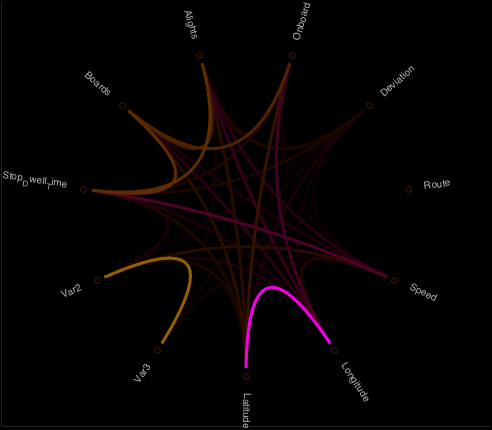 Alights
Onboard
Boards
Deviation
Stop_Dwell_Time
Route
Var2
Speed
Var3
Longitude
Latitude